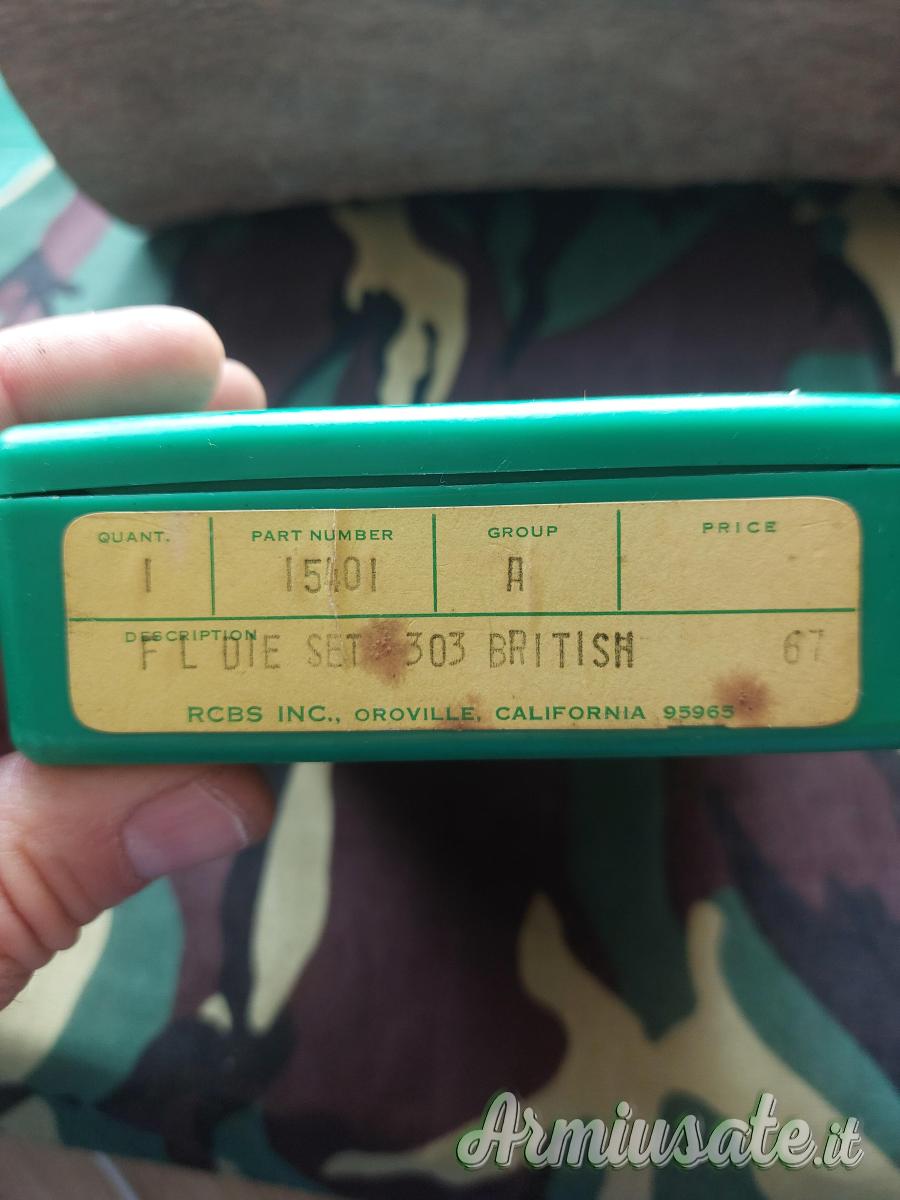 QUANT. PART NUMBER GROUP PRICE
1 15401 A
DESCRIPTION
F L DIE SET 303 BRITISH 67
RCBS INC., OROVILLE, CALIFORNIA 95965
Armiusate.it